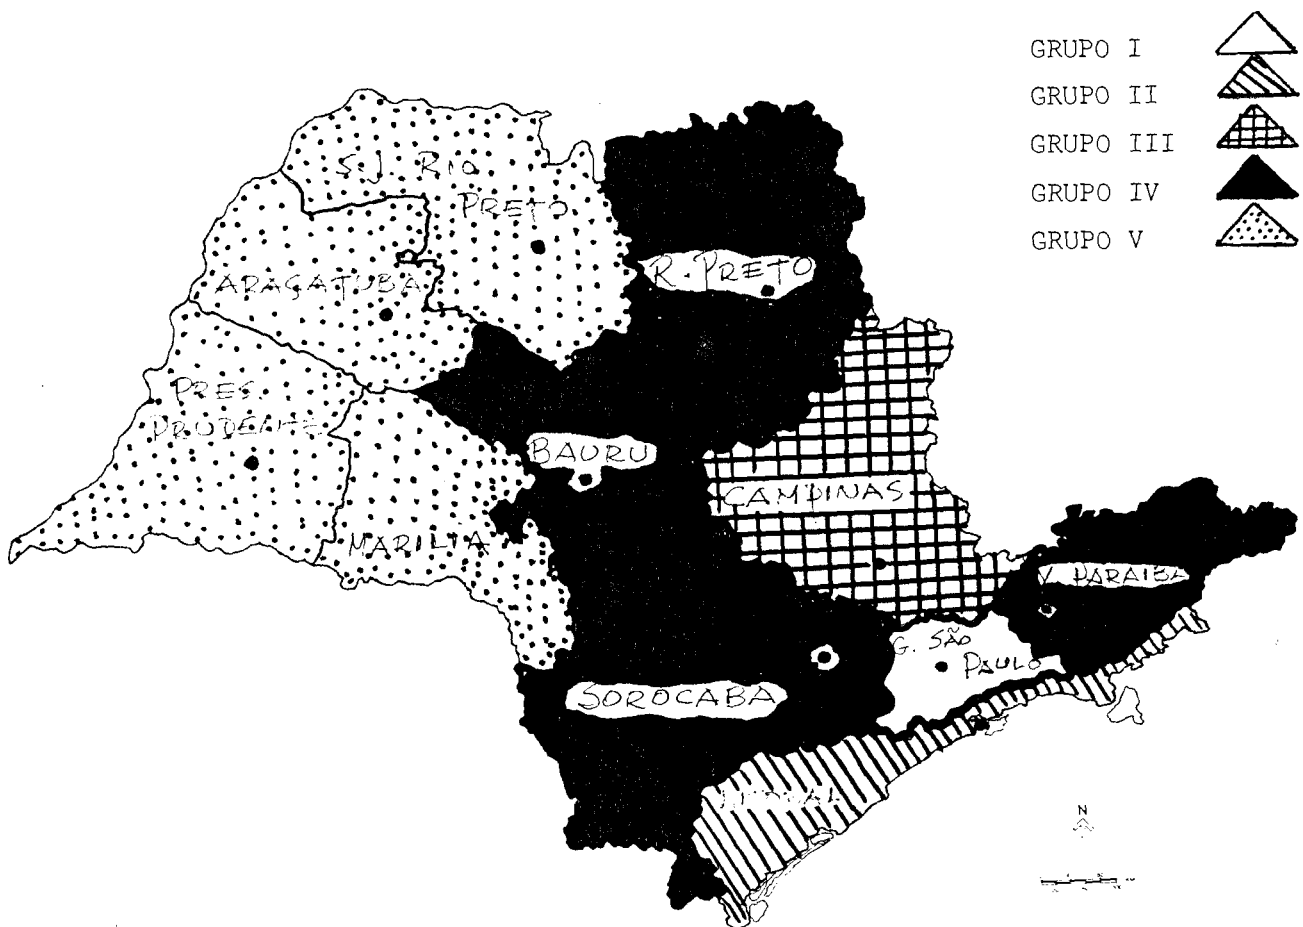 GRUPO I
GRUPO II
GRUPO III
GRUPO IV
GRUPO V
S.J. RIO
PRETO
R. PRETO
ARAÇATUBA
PRES.
PRUDENTE
BAURU
CAMPINAS
MARILIA
V. PARAIBA
G. SÃO
PAULO
SOROCABA
LITORAL
N